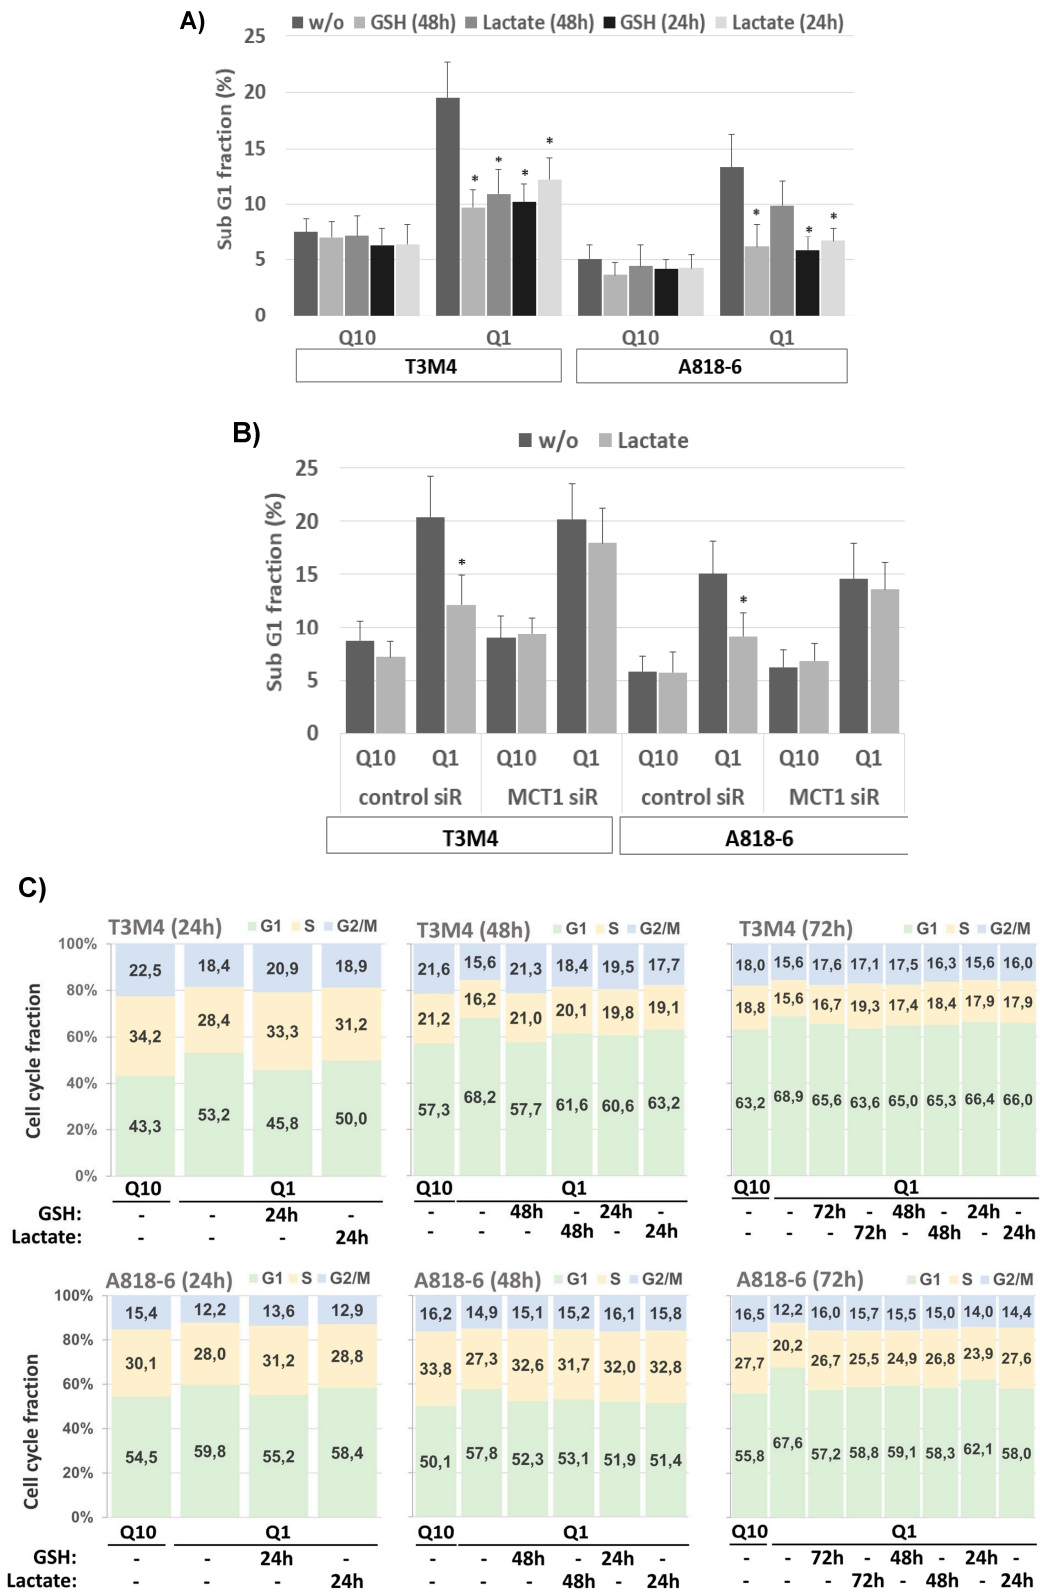 A)
w/o GSH (48h) Lactate (48h) GSH (24h) Lactate (24h)
Sub G1 fraction (%)
25
20
15
10
5
0
* * * * * * *
Q10 Q1 Q10 Q1
T3M4 A818-6
B)
w/o Lactate
Sub G1 fraction (%)
25
20
15
10
5
0
* *
Q10 Q1 Q10 Q1 Q10 Q1 Q10 Q1
control siR MCT1 siR control siR MCT1 siR
T3M4 A818-6
C)
T3M4 (24h) G1 S G2/M
Cell cycle fraction
100%
80%
60%
40%
20%
0%
22,5 18,4 20,9 18,9
34,2 28,4 33,3 31,2
43,3 53,2 45,8 50,0
Q10 Q1
GSH: - - 24h -
Lactate: - - - 24h
T3M4 (48h) G1 S G2/M
21,6 15,6 21,3 18,4 19,5 17,7
21,2 16,2 21,0 20,1 19,8 19,1
57,3 68,2 57,7 61,6 60,6 63,2
Q10 Q1
- - 48h - 24h -
- - - 48h - 24h
T3M4 (72h) G1 S G2/M
18,0 15,6 17,6 17,1 17,5 16,3 15,6 16,0
18,8 15,6 16,7 19,3 17,4 18,4 17,9 17,9
63,2 68,9 65,6 63,6 65,0 65,3 66,4 66,0
Q10 Q1
- - 72h - 48h - 24h -
- - - 72h - 48h - 24h
A818-6 (24h) G1 S G2/M
Cell cycle fraction
100%
80%
60%
40%
20%
0%
15,4 12,2 13,6 12,9
30,1 28,0 31,2 28,8
54,5 59,8 55,2 58,4
Q10 Q1
GSH: - - 24h -
Lactate: - - - 24h
A818-6 (48h) G1 S G2/M
16,2 14,9 15,1 15,2 16,1 15,8
33,8 27,3 32,6 31,7 32,0 32,8
50,1 57,8 52,3 53,1 51,9 51,4
Q10 Q1
- - 48h - 24h -
- - - 48h - 24h
A818-6 (72h) G1 S G2/M
16,5 12,2 16,0 15,7 15,5 15,0 14,0 14,4
27,7 20,2 26,7 25,5 24,9 26,8 23,9 27,6
55,8 67,6 57,2 58,8 59,1 58,3 62,1 58,0
Q10 Q1
- - 72h - 48h - 24h -
- - - 72h - 48h - 24h